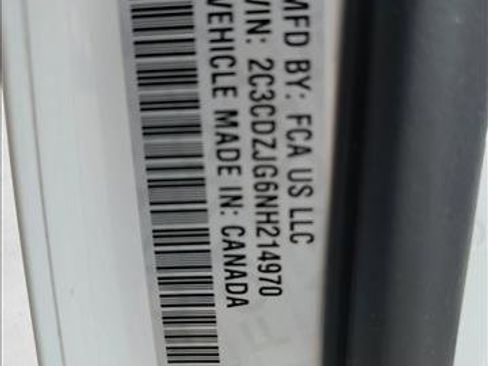 MFD BY: FCA US LLC
VIN: 2C3CDZJG6NH214970
VEHICLE MADE IN: CANADA